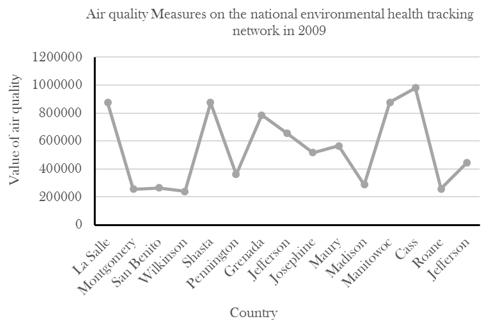 Air quality Measures on the national environmental health tracking
network in 2009
Value of air quality
1200000
1000000
800000
600000
400000
200000
0
La Salle
Montgomery
San Benito
Wilkinson
Shasta
Pennington
Grenada
Jefferson
Josephine
Maury
Madison
Manitowoc
Cass
Roane
Jefferson
Country